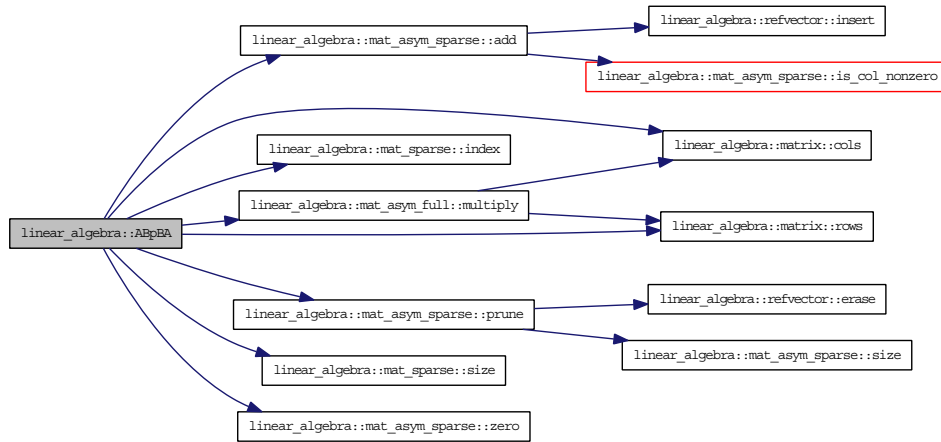 linear_algebra::refvector::insert
linear_algebra::mat_asym_sparse::add
linear_algebra::mat_asym_sparse::is_col_nonzero
linear_algebra::matrix::cols
linear_algebra::mat_sparse::index
linear_algebra::mat_asym_full::multiply
linear_algebra::matrix::rows
linear_algebra::ABpBA
linear_algebra::refvector::erase
linear_algebra::mat_asym_sparse::prune
linear_algebra::mat_asym_sparse::size
linear_algebra::mat_sparse::size
linear_algebra::mat_asym_sparse::zero